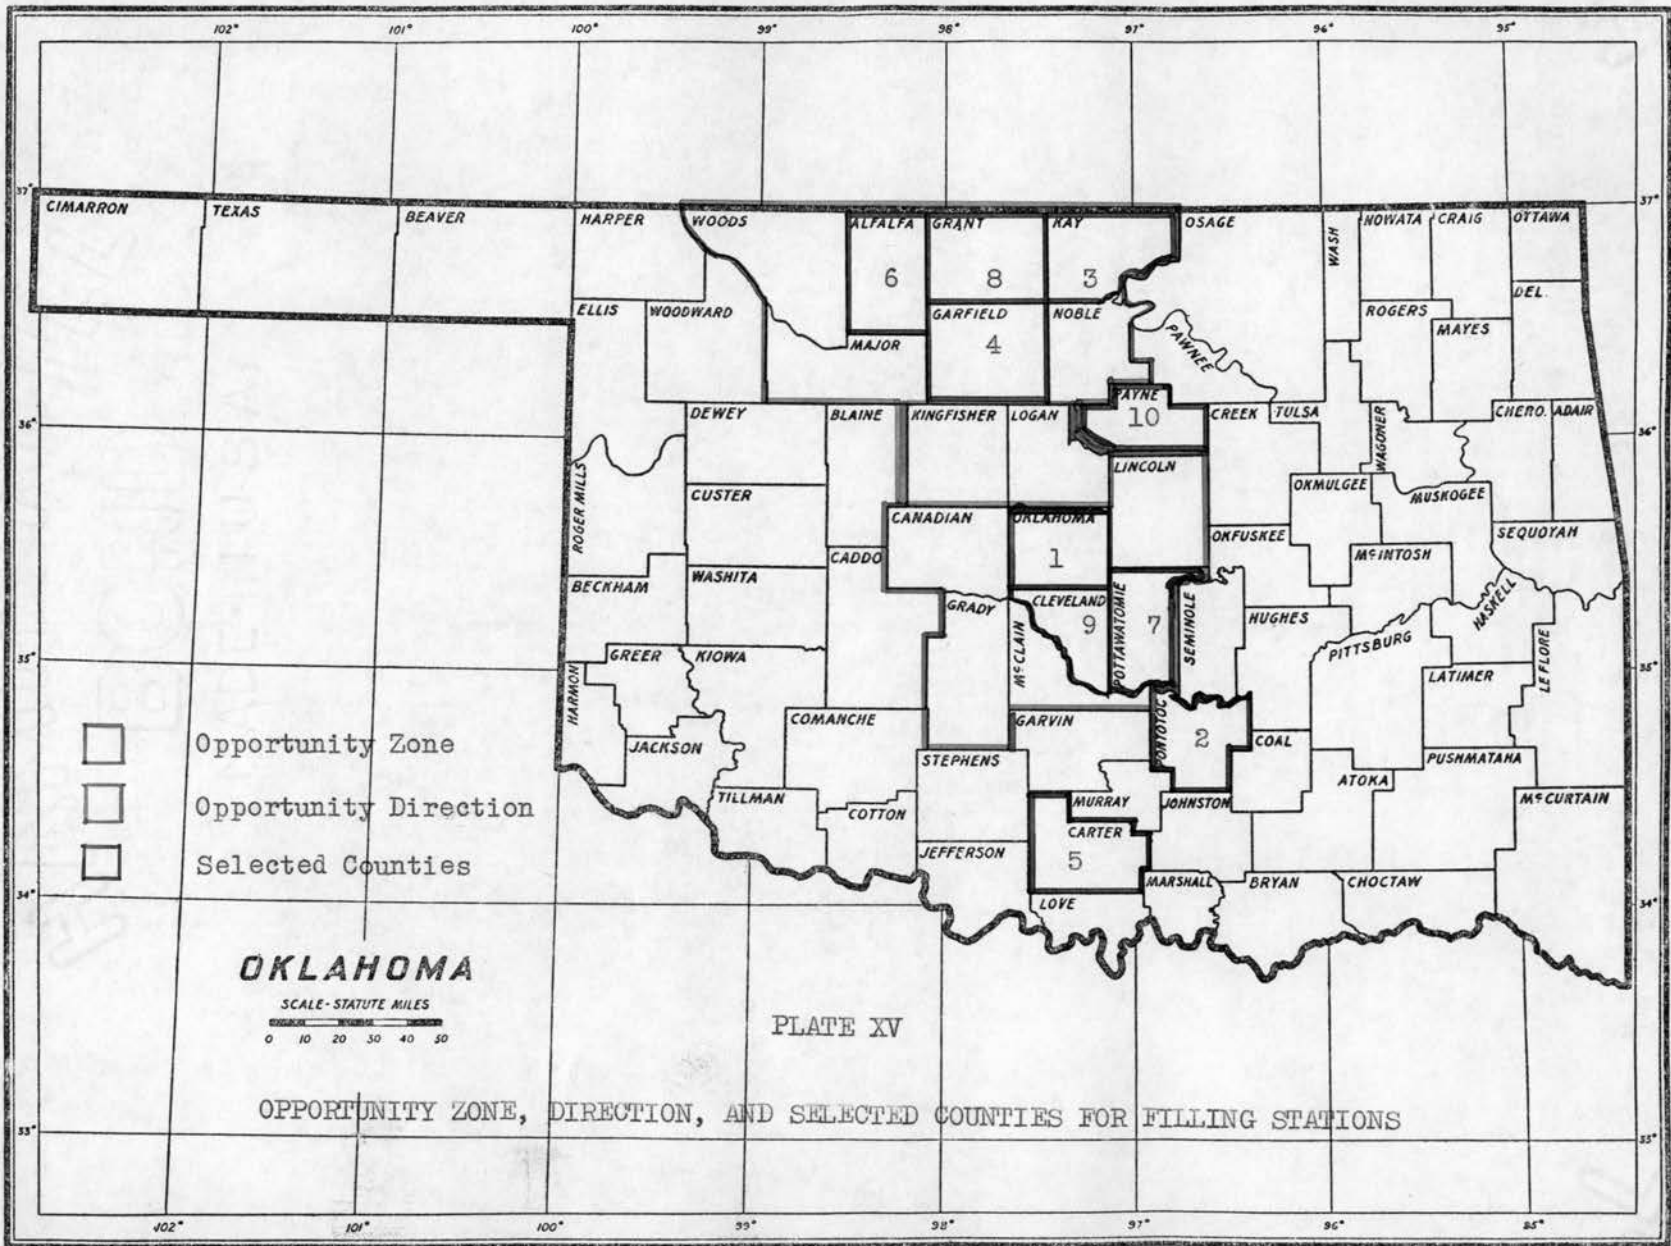 102° 101° 100° 99° 98° 97° 96° 95°
37° 37°
CIMARRON TEXAS BEAVER HARPER WOODS ALFALFA GRANT KAY OSAGE WASH NOWATA CRAIG OTTAWA
6 8 3
DEL.
ELLIS WOODWARD GARFIELD NOBLE ROGERS
MAJOR 4 PAWNEE MAYES
PAYNE
DEWEY BLAINE KINGFISHER LOGAN 10 CREEK TULSA WAGONER CHERO. ADAIR
36° 36°
LINCOLN
ROGER MILLS CUSTER OKMULGEE MUSKOGEE
CANADIAN OKLAHOMA
OKFUSKEE SEQUOYAH
CADDO 1 McINTOSH
BECKHAM WASHITA
GRADY CLEVELAND POTTAWATOMIE SEMINOLE HASKELL
9 7 HUGHES
McCLAIN PITTSBURG LE FLORE
35° GREER KIOWA 35°
HARMON LATIMER
COMANCHE GARVIN PONTOTOC
Opportunity Zone JACKSON 2 COAL
STEPHENS PUSHMATAHA
ATOKA
Opportunity Direction TILLMAN COTTON MURRAY JOHNSTON McCURTAIN
CARTER
JEFFERSON
Selected Counties 5
MARSHALL BRYAN CHOCTAW
34° LOVE 34°
OKLAHOMA
SCALE-STATUTE MILES
0 10 20 30 40 50
PLATE XV
OPPORTUNITY ZONE, DIRECTION, AND SELECTED COUNTIES FOR FILLING STATIONS
33° 33°
102° 101° 100° 99° 98° 97° 96° 95°